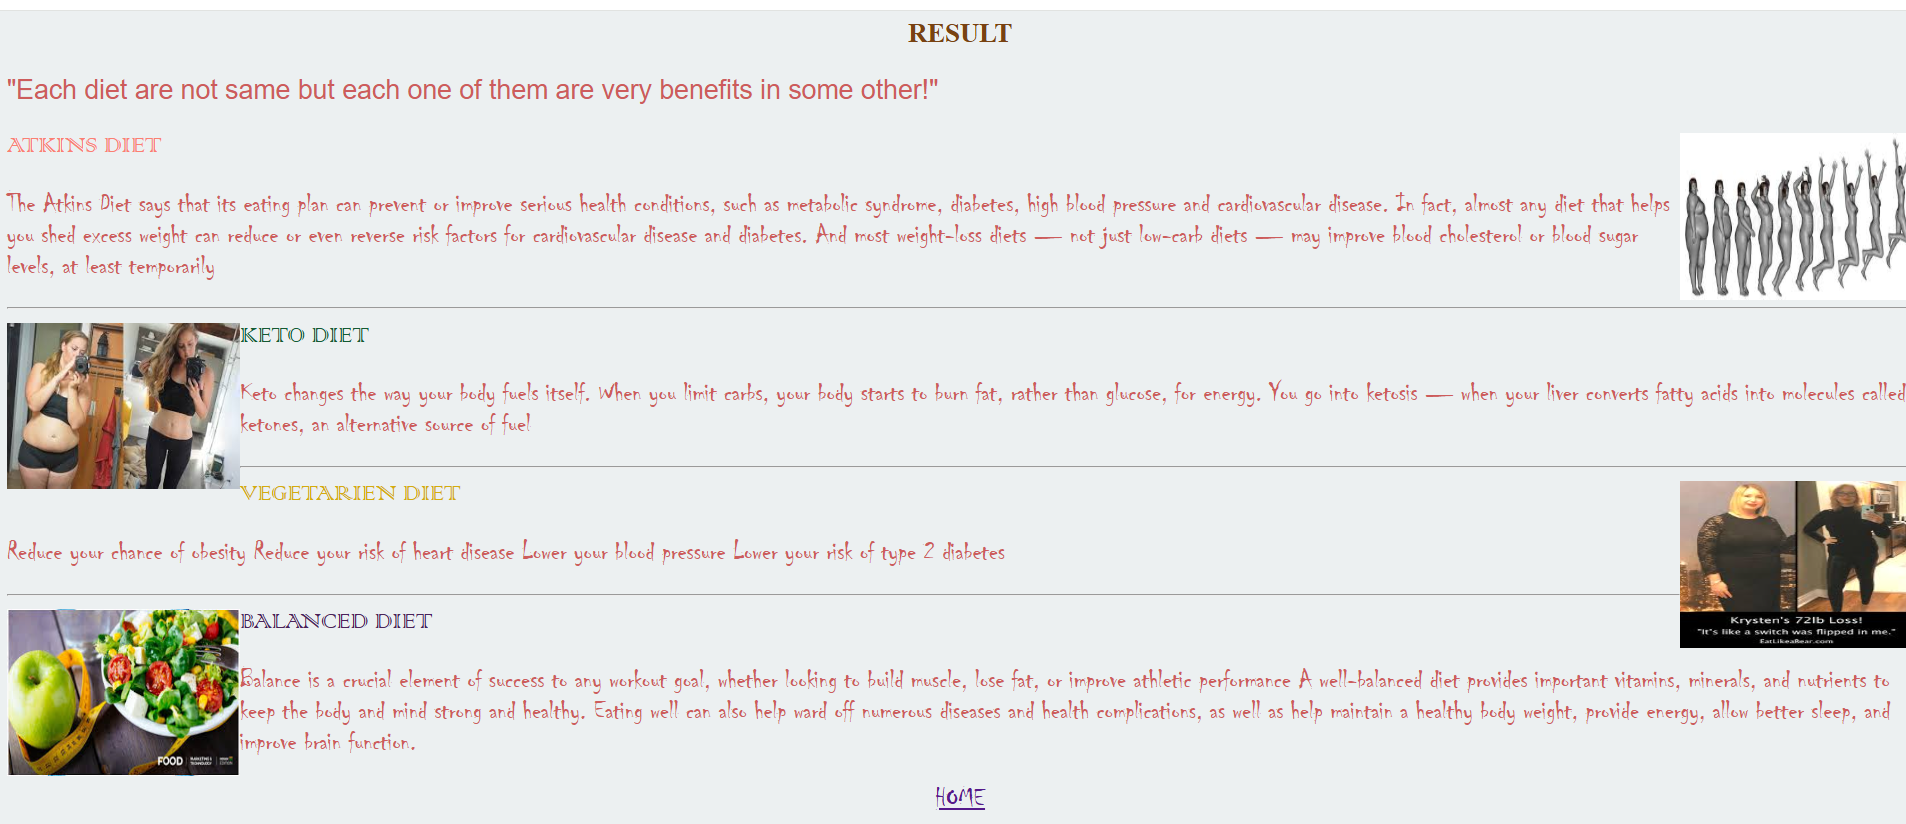 RESULT
"Each diet are not same but each one of them are very benefits in some other!"
ATKINS DIET
The Atkins Diet says that its eating plan can prevent or improve serious health conditions, such as metabolic syndrome, diabetes, high blood pressure and cardiovascular disease. In fact, almost any diet that helps
you shed excess weight can reduce or even reverse risk factors for cardiovascular disease and diabetes. And most weight-loss diets — not just low-carb diets — may improve blood cholesterol or blood sugar
levels, at least temporarily
KETO DIET
Keto changes the way your body fuels itself. When you limit carbs, your body starts to burn fat, rather than glucose, for energy. You go into ketosis — when your liver converts fatty acids into molecules called
ketones, an alternative source of fuel
VEGETARIEN DIET
Reduce your chance of obesity Reduce your risk of heart disease Lower your blood pressure Lower your risk of type 2 diabetes
Krysten's 72lb Loss!
"It's like a switch was flipped in me."
EatLikeaBear.com
BALANCED DIET
Balance is a crucial element of success to any workout goal, whether looking to build muscle, lose fat, or improve athletic performance A well-balanced diet provides important vitamins, minerals, and nutrients to
keep the body and mind strong and healthy. Eating well can also help ward off numerous diseases and health complications, as well as help maintain a healthy body weight, provide energy, allow better sleep, and
improve brain function.
FOOD
HOME